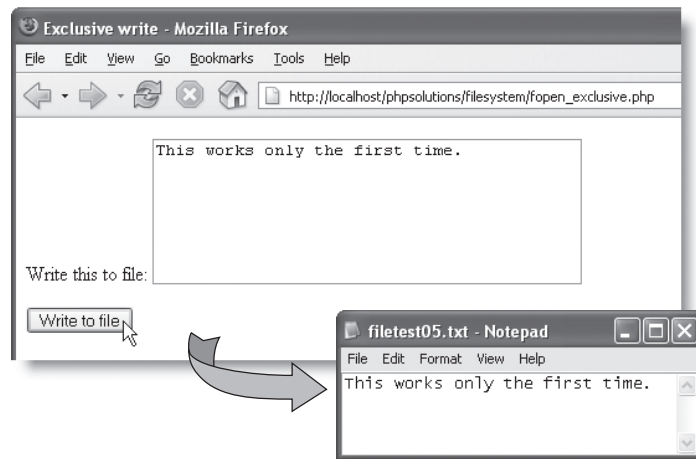 Exclusive write - Mozilla Firefox
File Edit View Go Bookmarks Tools Help
http://localhost/phpsolutions/filesystem/fopen_exclusive.php
This works only the first time.
Write this to file:
Write to file
filetest05.txt - Notepad
File Edit Format View Help
This works only the first time.